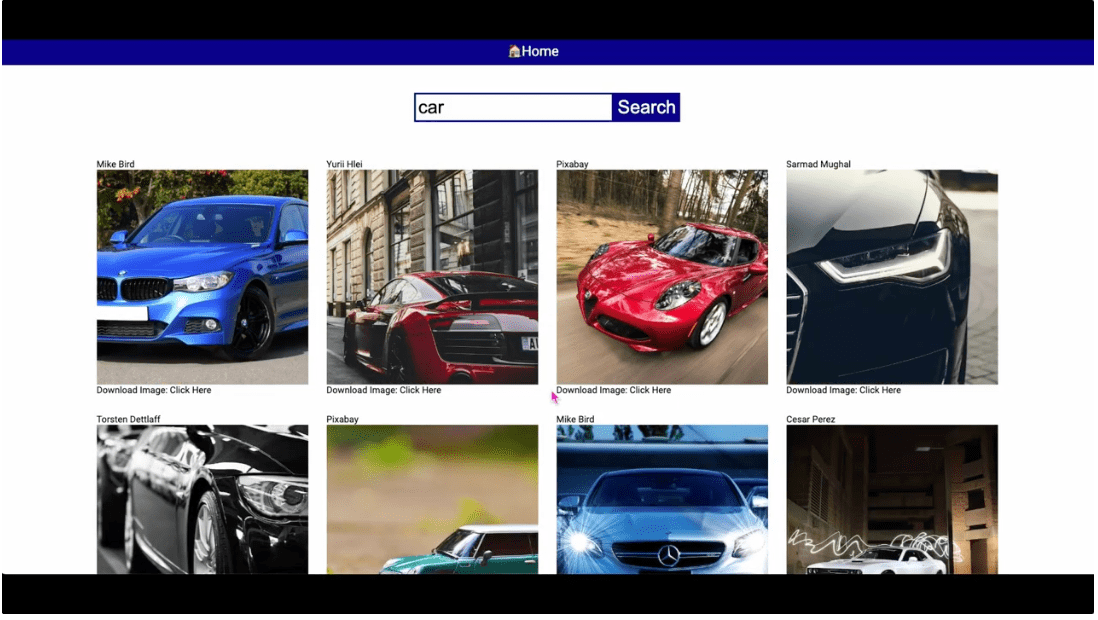 🏠Home
car Search
Mike Bird Yurii Hlei Pixabay Sarmad Mughal
Download Image: Click Here Download Image: Click Here Download Image: Click Here Download Image: Click Here
Torsten Dettlaff Pixabay Mike Bird Cesar Perez